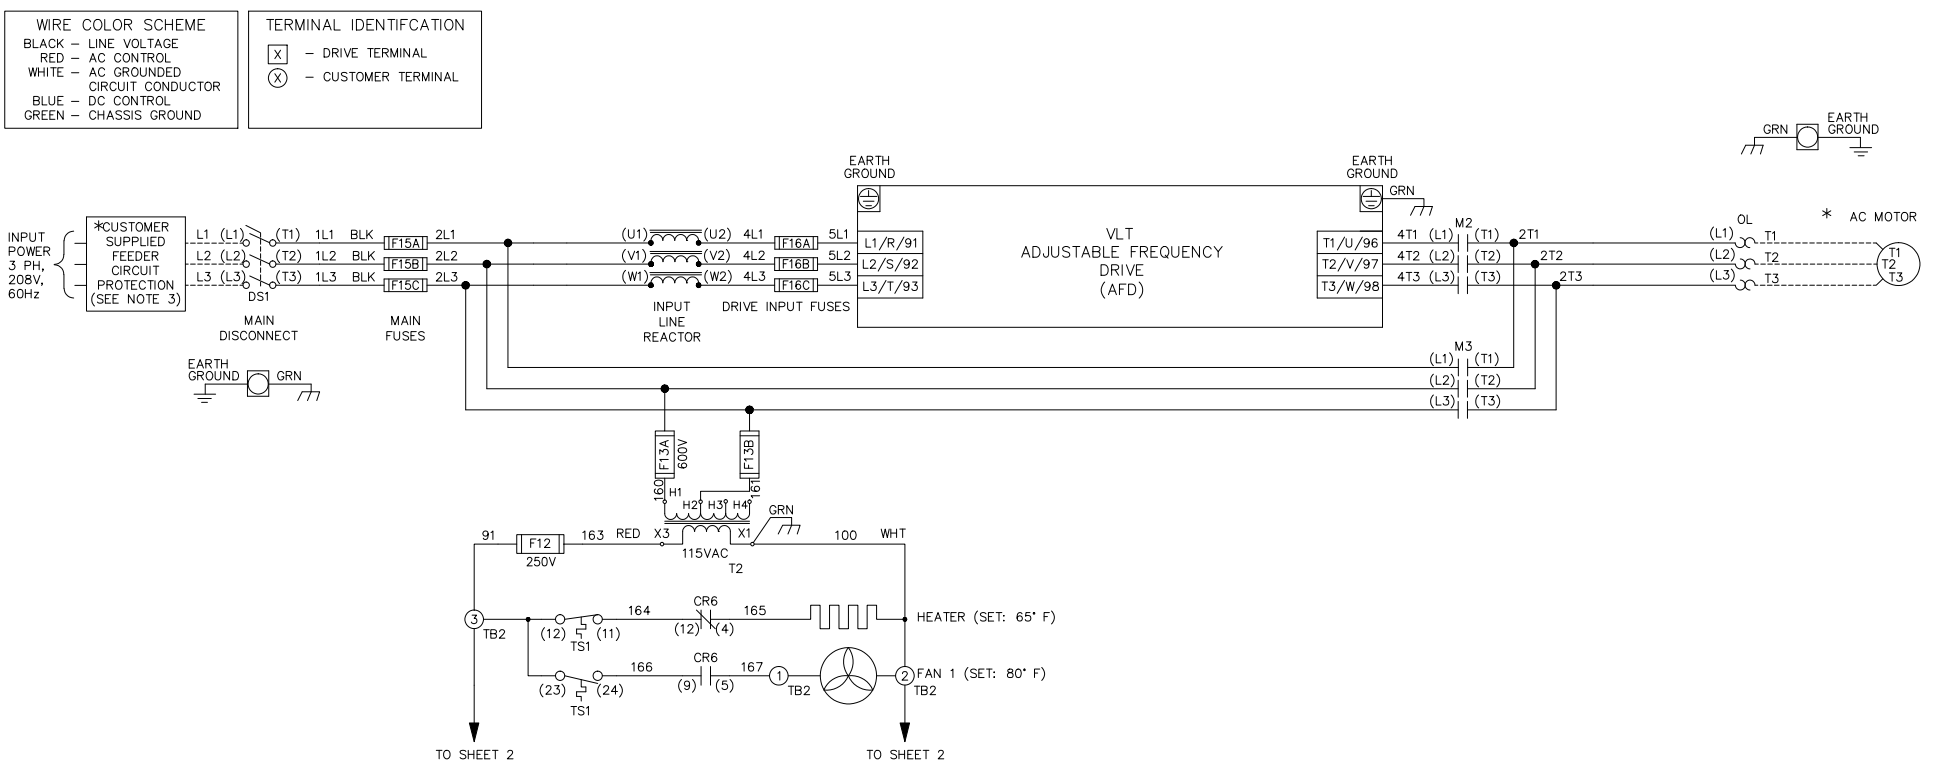 WIRE COLOR SCHEME
BLACK – LINE VOLTAGE
RED – AC CONTROL
WHITE – AC GROUNDED
CIRCUIT CONDUCTOR
BLUE – DC CONTROL
GREEN – CHASSIS GROUND
TERMINAL IDENTIFCATION
X – DRIVE TERMINAL
X – CUSTOMER TERMINAL
GRN
EARTH
GROUND
EARTH
GROUND
EARTH
GROUND
GRN
INPUT
POWER
3 PH,
208V,
60Hz
*CUSTOMER
SUPPLIED
FEEDER
CIRCUIT
PROTECTION
(SEE NOTE 3)
L1 (L1) (T1) 1L1 BLK F15A 2L1 (U1) (U2) 4L1 F16A 5L1 L1/R/91
L2 (L2) (T2) 1L2 BLK F15B 2L2 (V1) (V2) 4L2 F16B 5L2 L2/S/92
L3 (L3) (T3) 1L3 BLK F15C 2L3 (W1) (W2) 4L3 F16C 5L3 L3/T/93
DS1
MAIN
DISCONNECT
MAIN
FUSES
INPUT
LINE
REACTOR
DRIVE INPUT FUSES
VLT
ADJUSTABLE FREQUENCY
DRIVE
(AFD)
M2
OL
* AC MOTOR
T1/U/96 4T1 (L1) (T1) 2T1 (L1) T1
T2/V/97 4T2 (L2) (T2) 2T2 (L2) T2
T3/W/98 4T3 (L3) (T3) 2T3 (L3) T3
T1
T2
T3
EARTH
GROUND
GRN
M3
(L1) (T1)
(L2) (T2)
(L3) (T3)
F13A
600V
F13B
160
161
H1
H2 H3 H4
GRN
91 F12 163 RED X3 X1 100 WHT
250V
115VAC
T2
3
TB2
(12) (11)
TS1
164
CR6
(12) (4)
165
HEATER (SET: 65° F)
(23) (24)
TS1
166
CR6
(9) (5)
167
1
TB2
2
TB2
FAN 1 (SET: 80° F)
TO SHEET 2
TO SHEET 2